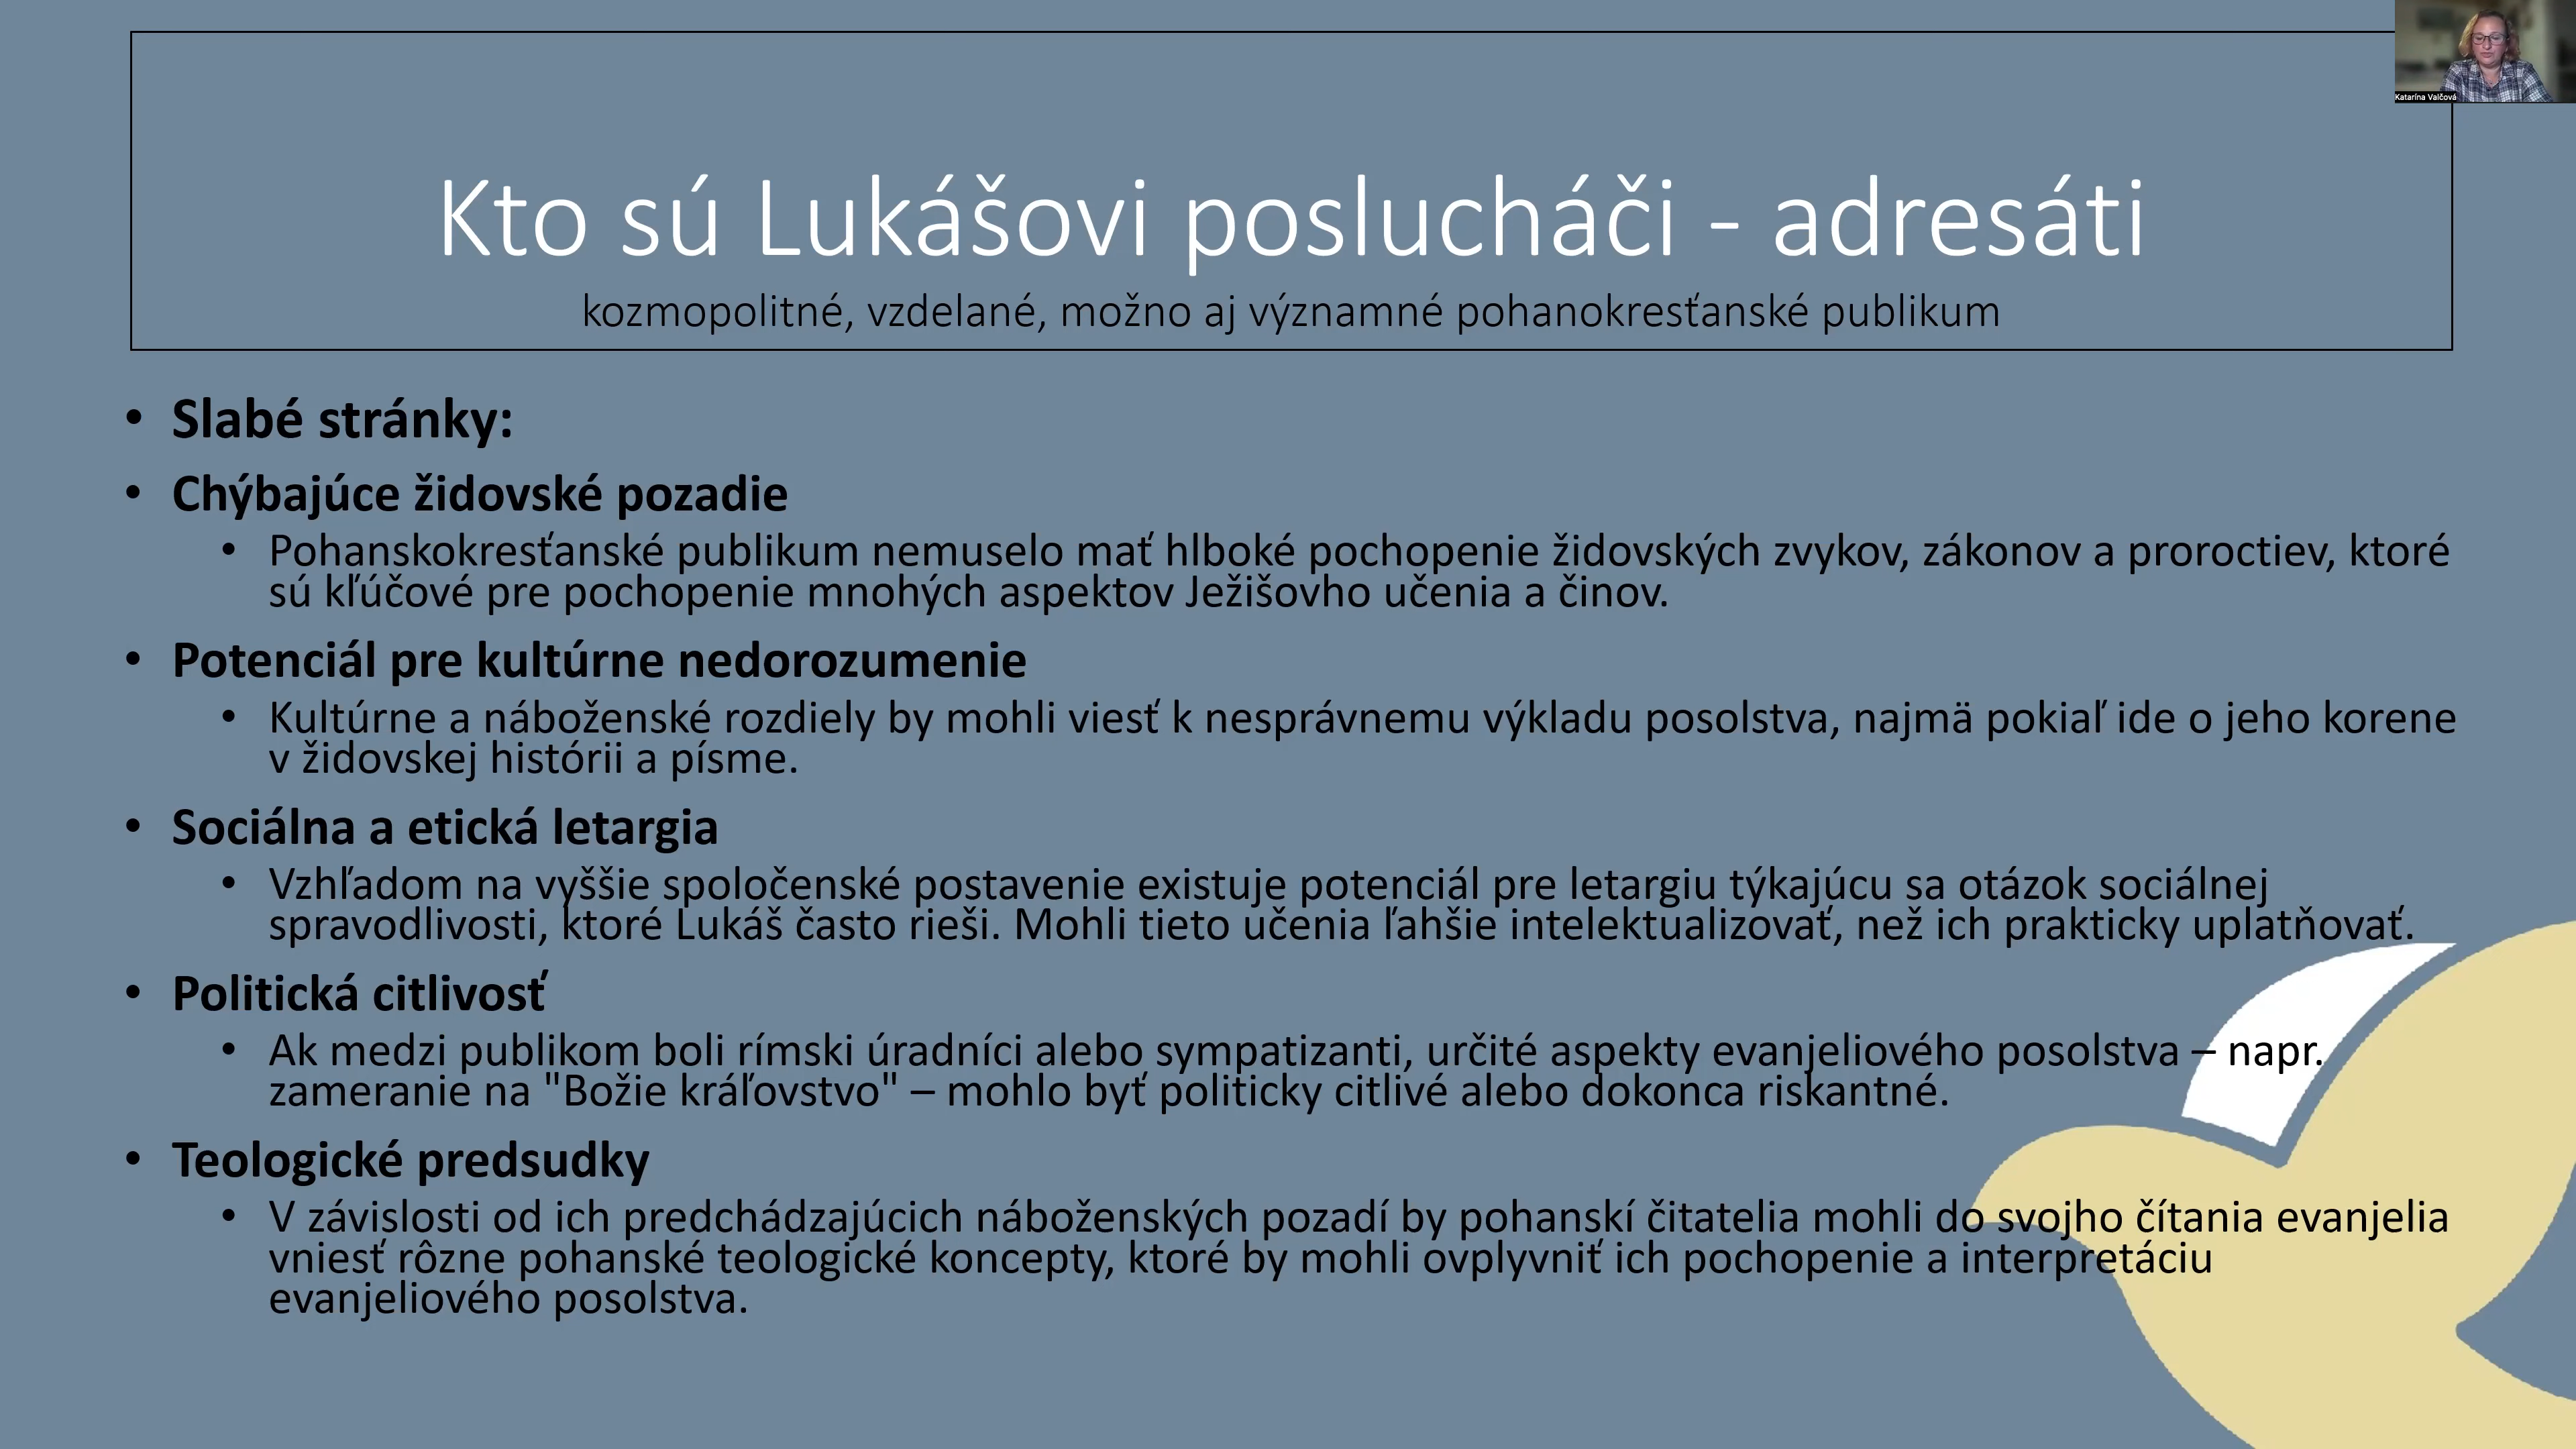 Katarína Valčová
Kto sú Lukášovi poslucháči - adresáti
kozmopolitné, vzdelané, možno aj významné pohanokresťanské publikum
• Slabé stránky:
• Chýbajúce židovské pozadie
• Pohanskokresťanské publikum nemuselo mať hlboké pochopenie židovských zvykov, zákonov a proroctiev, ktoré
sú kľúčové pre pochopenie mnohých aspektov Ježišovho učenia a činov.
• Potenciál pre kultúrne nedorozumenie
• Kultúrne a náboženské rozdiely by mohli viesť k nesprávnemu výkladu posolstva, najmä pokiaľ ide o jeho korene
v židovskej histórii a písme.
• Sociálna a etická letargia
• Vzhľadom na vyššie spoločenské postavenie existuje potenciál pre letargiu týkajúcu sa otázok sociálnej
spravodlivosti, ktoré Lukáš často rieši. Mohli tieto učenia ľahšie intelektualizovať, než ich prakticky uplatňovať.
• Politická citlivosť
• Ak medzi publikom boli rímski úradníci alebo sympatizanti, určité aspekty evanjeliového posolstva – napr.
zameranie na "Božie kráľovstvo" – mohlo byť politicky citlivé alebo dokonca riskantné.
• Teologické predsudky
• V závislosti od ich predchádzajúcich náboženských pozadí by pohanskí čitatelia mohli do svojho čítania evanjelia
vniesť rôzne pohanské teologické koncepty, ktoré by mohli ovplyvniť ich pochopenie a interpretáciu
evanjeliového posolstva.